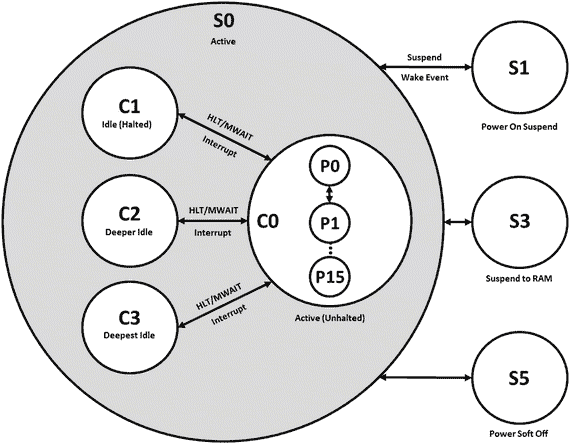 S0
Active
Suspend
Wake Event
S1
Power On Suspend
C1
Idle (Halted)
HLT/MWAIT
Interrupt
C2
Deeper Idle
HLT/MWAIT
Interrupt
C3
Deepest Idle
HLT/MWAIT
Interrupt
C0
P0
P1
P15
Active (Unhalted)
S3
Suspend to RAM
S5
Power Soft Off